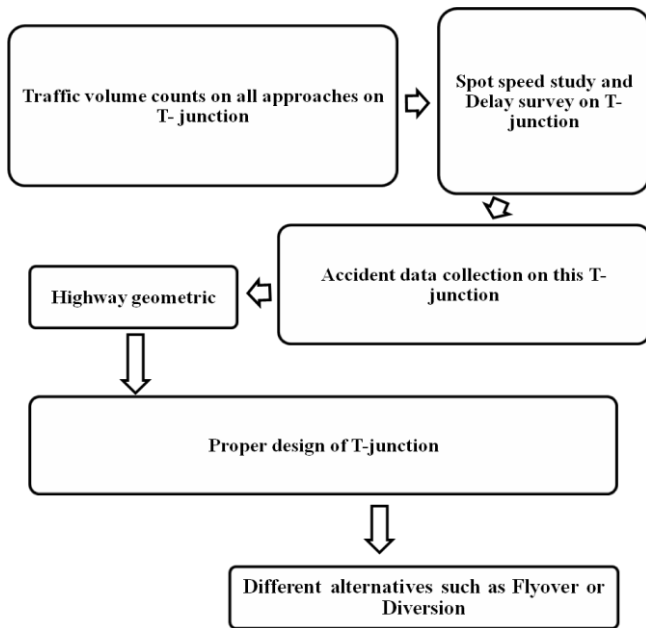 Traffic volume counts on all approaches on
T- junction
Spot speed study and
Delay survey on T-
junction
Accident data collection on this T-
junction
Highway geometric
Proper design of T-junction
Different alternatives such as Flyover or
Diversion